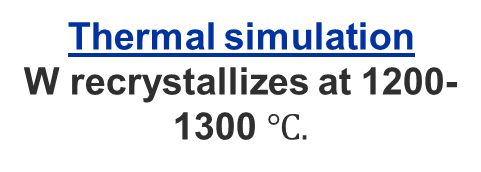 Thermal simulation
W recrystallizes at 1200-
1300 °C.